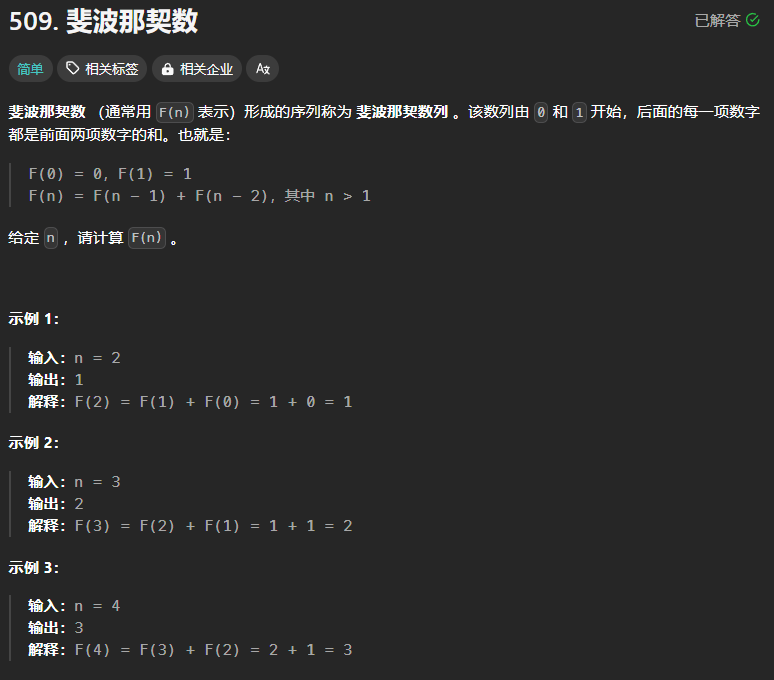 509. 斐波那契数
已解答
简单 相关标签 相关企业 Az
斐波那契数 （通常用 F(n) 表示）形成的序列称为 斐波那契数列 。该数列由 0 和 1 开始，后面的每一项数字
都是前面两项数字的和。也就是：
F(0) = 0，F(1) = 1
F(n) = F(n - 1) + F(n - 2)，其中 n > 1
给定 n ，请计算 F(n) 。
示例 1：
输入：n = 2
输出：1
解释：F(2) = F(1) + F(0) = 1 + 0 = 1
示例 2：
输入：n = 3
输出：2
解释：F(3) = F(2) + F(1) = 1 + 1 = 2
示例 3：
输入：n = 4
输出：3
解释：F(4) = F(3) + F(2) = 2 + 1 = 3